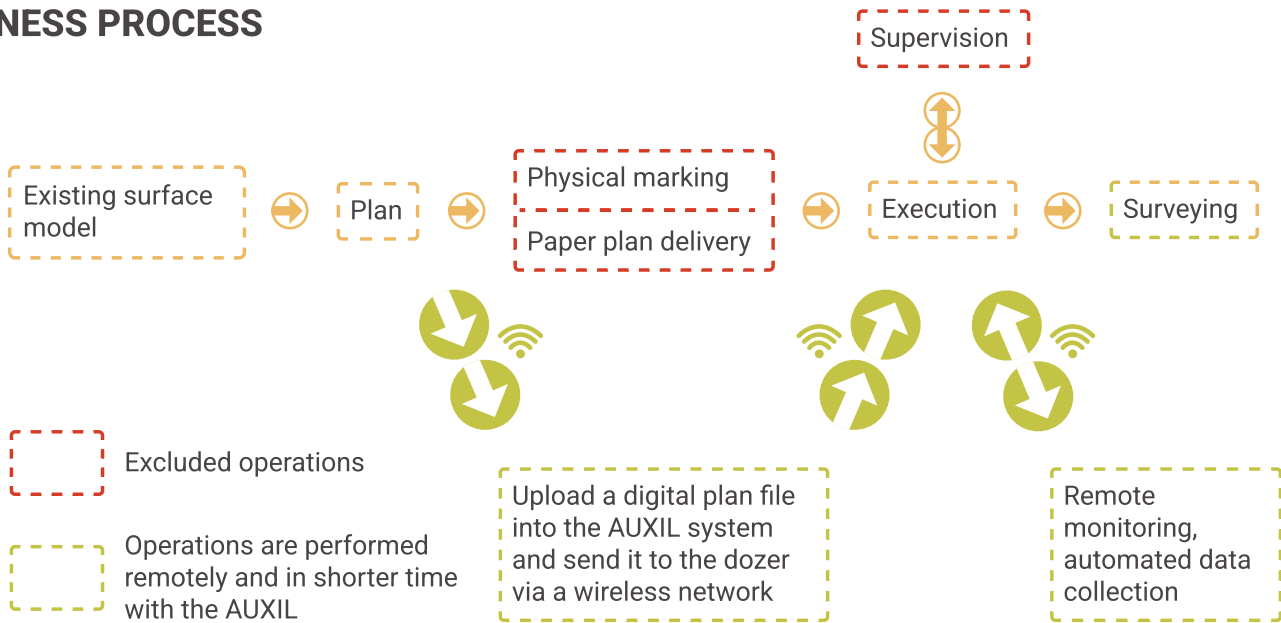 NESS PROCESS
Supervision
Existing surface
model
Plan
Physical marking
Paper plan delivery
Execution
Surveying
Excluded operations
Operations are performed
remotely and in shorter time
with the AUXIL
Upload a digital plan file
into the AUXIL system
and send it to the dozer
via a wireless network
Remote
monitoring,
automated data
collection